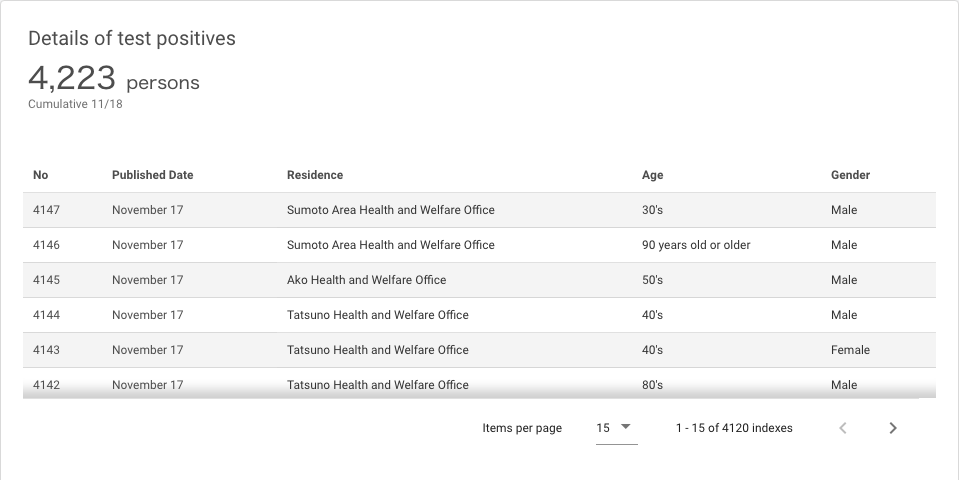 Details of test positives
4,223 persons
Cumulative 11/18
No Published Date Residence Age Gender
4147 November 17 Sumoto Area Health and Welfare Office 30's Male
4146 November 17 Sumoto Area Health and Welfare Office 90 years old or older Male
4145 November 17 Ako Health and Welfare Office 50's Male
4144 November 17 Tatsuno Health and Welfare Office 40's Male
4143 November 17 Tatsuno Health and Welfare Office 40's Female
4142 November 17 Tatsuno Health and Welfare Office 80's Male
Items per page 15 1 - 15 of 4120 indexes